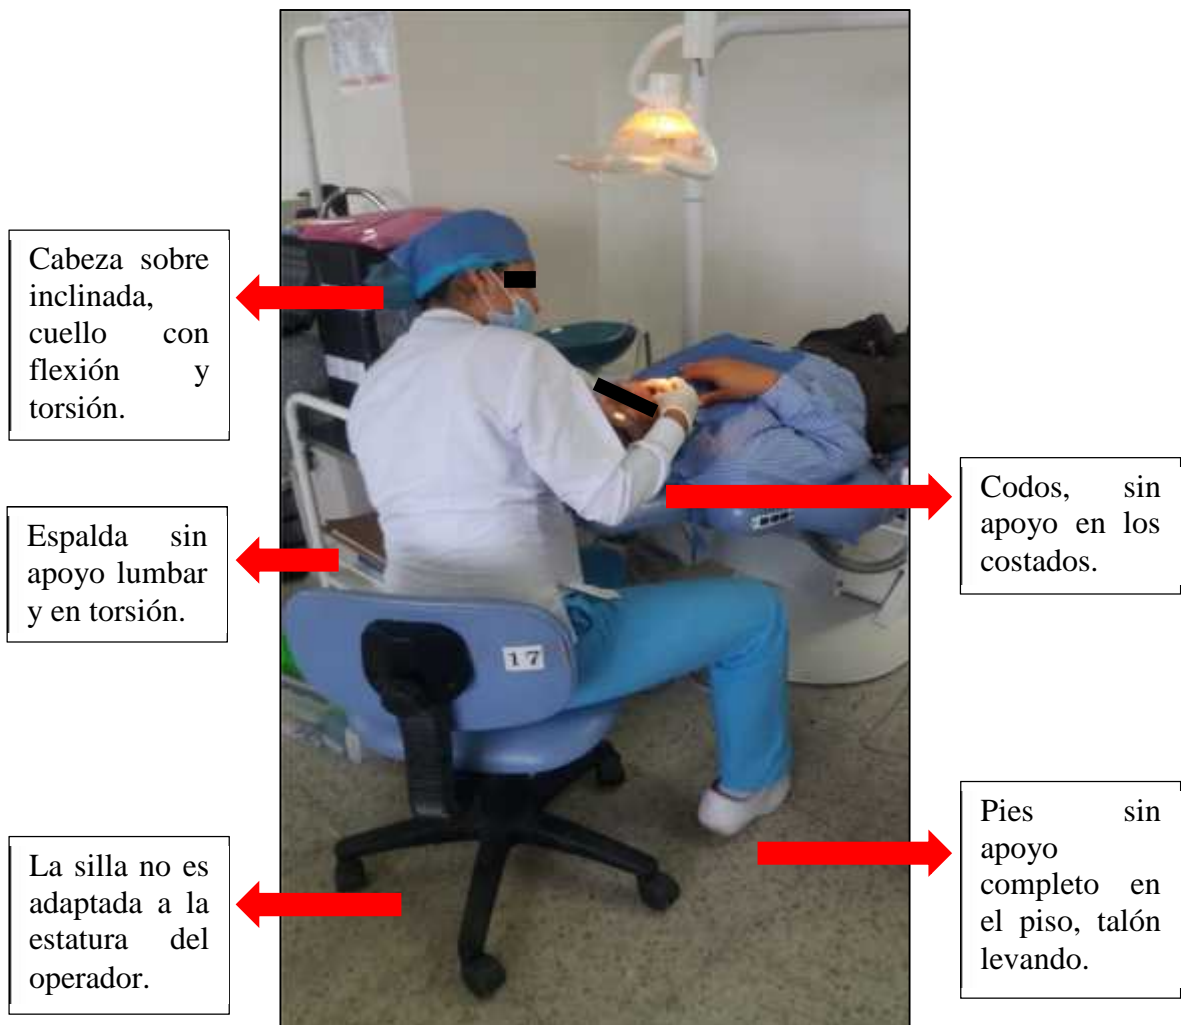 Cabeza sobre
inclinada,
cuello con
flexión y
torsión.
Espalda sin
apoyo lumbar
y en torsión.
La silla no es
adaptada a la
estatura del
operador.
17
Codos, sin
apoyo en los
costados.
Pies sin
apoyo
completo en
el piso, talón
levando.